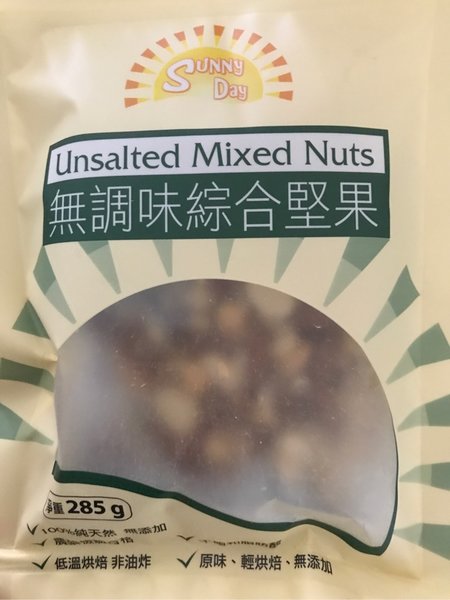 SUNNY
DAY
Unsalted Mixed Nuts
無調味綜合堅果
285 g
✓ 100%純天然 無添加
✓ 低溫烘焙 非油炸
✓ 原味、輕烘焙、無添加